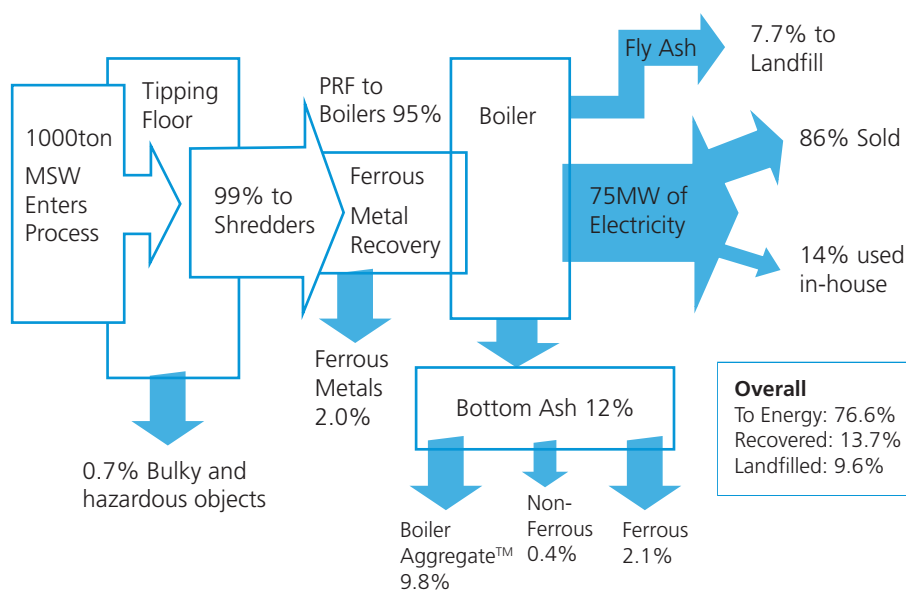 1000ton
MSW
Enters
Process
Tipping
Floor
0.7% Bulky and
hazardous objects
99% to
Shredders
PRF to
Boilers 95%
Ferrous
Metal
Recovery
Ferrous
Metals
2.0%
Boiler
Fly Ash
7.7% to
Landfill
75MW of
Electricity
86% Sold
14% used
in-house
Bottom Ash 12%
Boiler
Aggregate™
9.8%
Non-
Ferrous
0.4%
Ferrous
2.1%
Overall
To Energy: 76.6%
Recovered: 13.7%
Landfilled: 9.6%